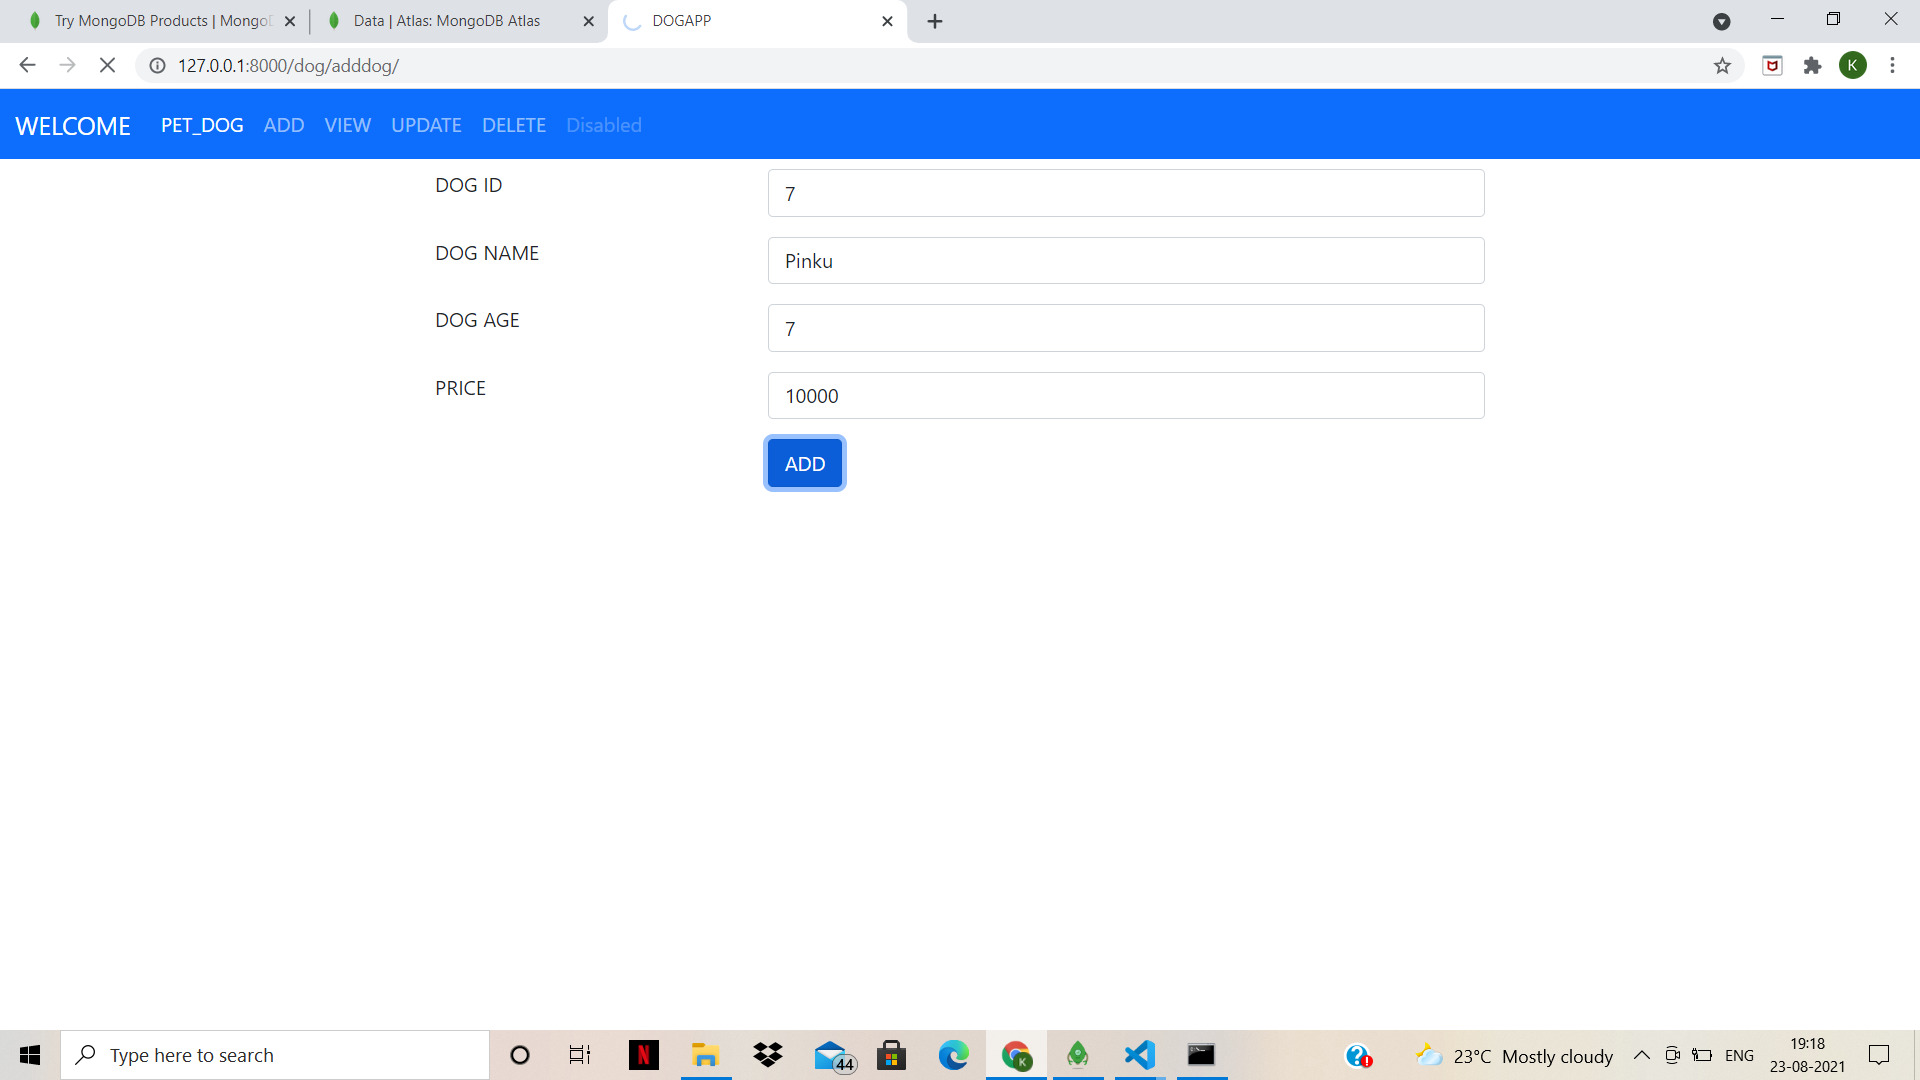 Try MongoDB Products | Mongo
Data | Atlas: MongoDB Atlas
DOGAPP
127.0.0.1:8000/dog/adddog/
K
WELCOME PET_DOG ADD VIEW UPDATE DELETE Disabled
DOG ID 7
DOG NAME Pinku
DOG AGE 7
PRICE 10000
ADD
Type here to search
N
44
K
23°C Mostly cloudy
ENG
19:18
23-08-2021